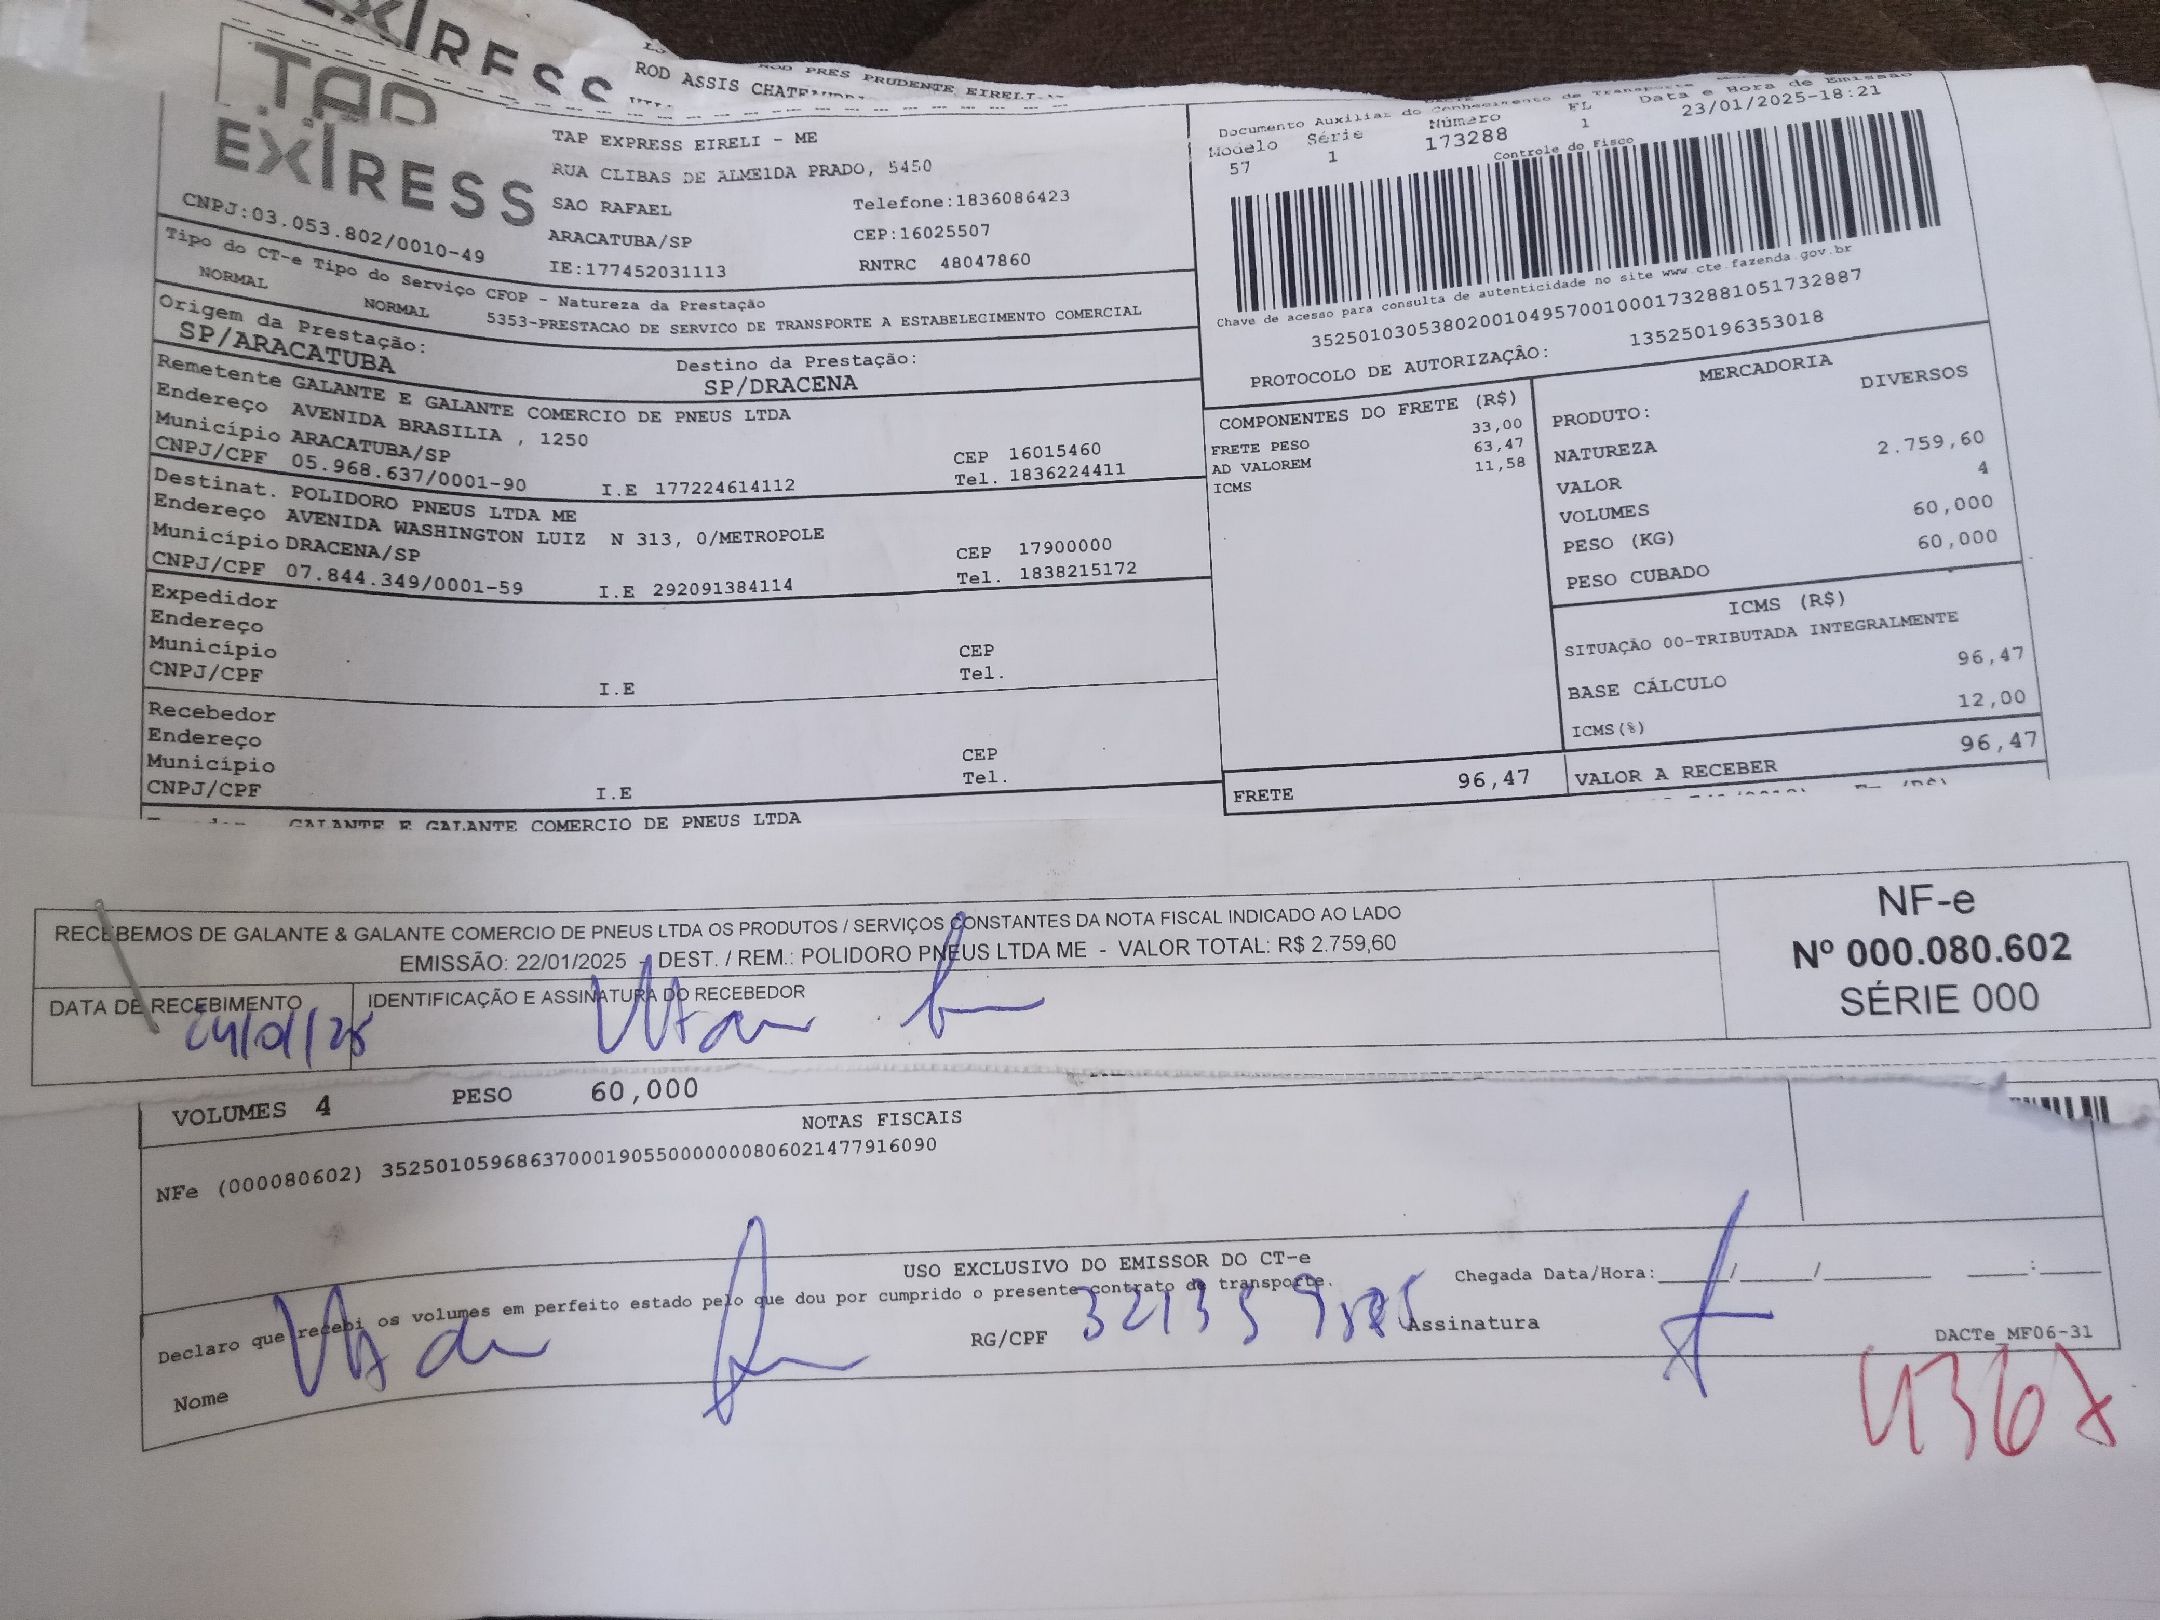 EXIRESS
ROD PRES PRUDENTE EIRELI
ROD ASSIS
TAP
EXIRESS
CNPJ:03.053.802/0010-49
TAP EXPRESS EIRELI - ME
RUA CLIBAS DE ALMEIDA PRADO, 5450
SAO RAFAEL Telefone:1836086423
ARACATUBA/SP CEP:16025507
IE:177452031113 RNTRC 48047860
Documento Auxiliar do Conhecimento de Transporte
Modelo Série Número FL Data e Hora de Emissão
57 1 173288 1 23/01/2025-18:21
Controle do Fisco
Chave de acesso para consulta de autenticidade no site www.cte.fazenda.gov.br
35250103053802001049570010001732881051732887
PROTOCOLO DE AUTORIZAÇÃO: 135250196353018
Tipo do CT-e Tipo do Serviço CFOP - Natureza da Prestação
NORMAL NORMAL 5353-PRESTACAO DE SERVICO DE TRANSPORTE A ESTABELECIMENTO COMERCIAL
Origem da Prestação: Destino da Prestação:
SP/ARACATUBA SP/DRACENA
Remetente GALANTE E GALANTE COMERCIO DE PNEUS LTDA
Endereço AVENIDA BRASILIA , 1250
Município ARACATUBA/SP CEP 16015460
CNPJ/CPF 05.968.637/0001-90 I.E 177224614112 Tel. 1836224411
Destinat. POLIDORO PNEUS LTDA ME
Endereço AVENIDA WASHINGTON LUIZ N 313, 0/METROPOLE
Município DRACENA/SP CEP 17900000
CNPJ/CPF 07.844.349/0001-59 I.E 292091384114 Tel. 1838215172
Expedidor
Endereço
Município CEP
CNPJ/CPF I.E Tel.
Recebedor
Endereço
Município CEP
CNPJ/CPF I.E Tel.
GALANTE E GALANTE COMERCIO DE PNEUS LTDA
COMPONENTES DO FRETE (R$)
FRETE PESO 33,00
AD VALOREM 63,47
ICMS 11,58
FRETE 96,47
MERCADORIA
PRODUTO: DIVERSOS
NATUREZA
VALOR 2.759,60
VOLUMES 4
PESO (KG) 60,000
PESO CUBADO 60,000
ICMS (R$)
SITUAÇÃO 00-TRIBUTADA INTEGRALMENTE
BASE CÁLCULO 96,47
ICMS(%) 12,00
VALOR A RECEBER 96,47
RECEBEMOS DE GALANTE & GALANTE COMERCIO DE PNEUS LTDA OS PRODUTOS / SERVIÇOS CONSTANTES DA NOTA FISCAL INDICADO AO LADO
EMISSÃO: 22/01/2025 - DEST. / REM.: POLIDORO PNEUS LTDA ME - VALOR TOTAL: R$ 2.759,60
DATA DE RECEBIMENTO IDENTIFICAÇÃO E ASSINATURA DO RECEBEDOR
24/01/25
NF-e
Nº 000.080.602
SÉRIE 000
VOLUMES 4 PESO 60,000
NOTAS FISCAIS
NFe (000080602) 35250105968637000190550000000806021477916090
USO EXCLUSIVO DO EMISSOR DO CT-e
Declaro que recebi os volumes em perfeito estado pelo que dou por cumprido o presente contrato de transporte.
Chegada Data/Hora:_____/_____/_______ ____:____
Nome RG/CPF Assinatura
DACTe_MF06-31
4367